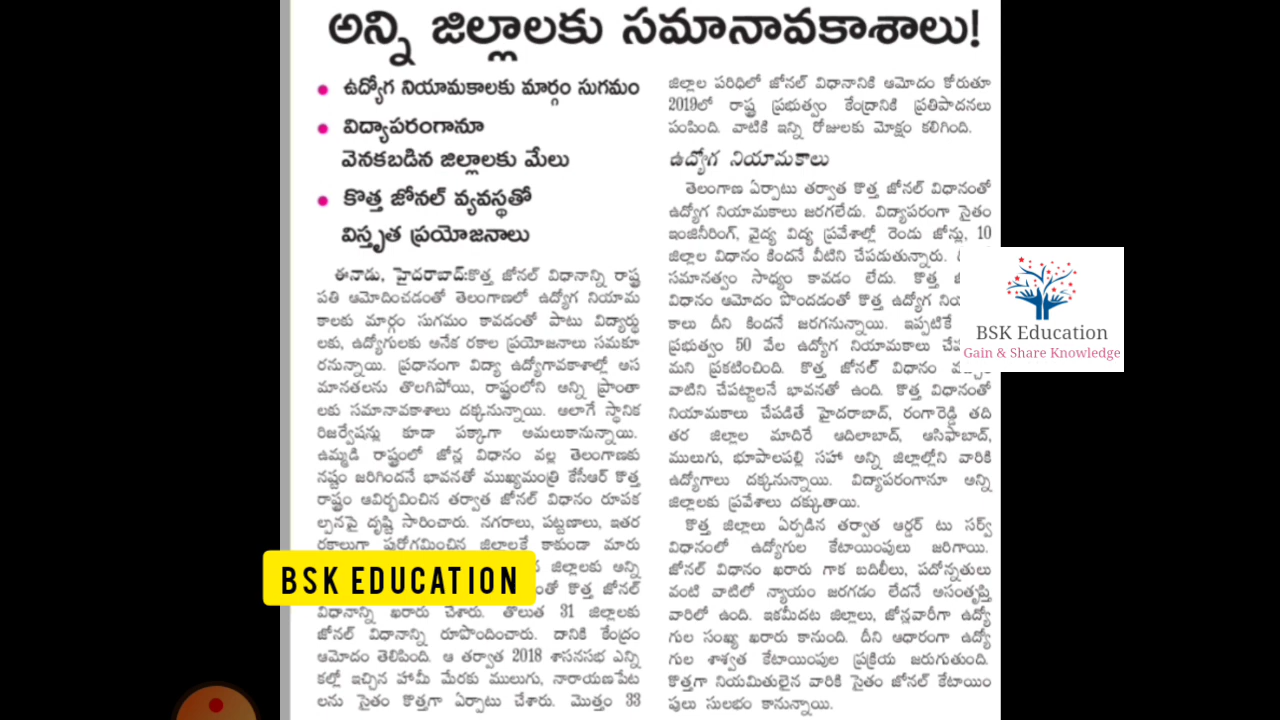 అన్ని జిల్లాలకు సమానావకాశాలు!
ఉద్యోగ నియామకాలకు మార్గం సుగమం
విద్యాపరంగానూ
వెనకబడిన జిల్లాలకు మేలు
కొత్త జోనల్ వ్యవస్థతో
విస్తృత ప్రయోజనాలు
ఈనాడు, హైదరాబాద్:కొత్త జోనల్ విధానాన్ని రాష్ట్ర
పతి ఆమోదించడంతో తెలంగాణలో ఉద్యోగ నియామ
కాలకు మార్గం సుగమం కావడంతో పాటు విద్యార్థు
లకు, ఉద్యోగులకు అనేక రకాల ప్రయోజనాలు సమకూ
రనున్నాయి. ప్రధానంగా విద్యా ఉద్యోగావకాశాల్లో అస
మానతలను తొలగిపోయి, రాష్ట్రంలోని అన్ని ప్రాంతా
లకు సమానావకాశాలు దక్కనున్నాయి. అలాగే స్థానిక
రిజర్వేషన్లు కూడా పక్కాగా అమలుకానున్నాయి.
ఉమ్మడి రాష్ట్రంలో జోన్ల విధానం వల్ల తెలంగాణకు
నష్టం జరిగిందనే భావనతో ముఖ్యమంత్రి కేసీఆర్ కొత్త
రాష్ట్రం ఆవిర్భవించిన తర్వాత జోనల్ విధానం రూపక
ల్పనపై దృష్టి సారించారు. నగరాలు, పట్టణాలు, ఇతర
రకాలుగా పురోగమించిన జిల్లాలకే కాకుండా మారు
జిల్లాలకు అన్ని
కొత్త జోనల్
విధానాన్ని ఖరారు చేశారు. తొలుత 31 జిల్లాలకు
జోనల్ విధానాన్ని రూపొందించారు. దానికి కేంద్రం
ఆమోదం తెలిపింది. ఆ తర్వాత 2018 శాసనసభ ఎన్ని
కల్లో ఇచ్చిన హామీ మేరకు ములుగు, నారాయణపేట
లను సైతం కొత్తగా ఏర్పాటు చేశారు. మొత్తం 33
జిల్లాల పరిధిలో జోనల్ విధానానికి ఆమోదం కోరుతూ
2019లో రాష్ట్ర ప్రభుత్వం కేంద్రానికి ప్రతిపాదనలు
పంపింది. వాటికి ఇన్ని రోజులకు మోక్షం కలిగింది.
ఉద్యోగ నియామకాలు
తెలంగాణ ఏర్పాటు తర్వాత కొత్త జోనల్ విధానంతో
ఉద్యోగ నియామకాలు జరగలేదు. విద్యాపరంగా సైతం
ఇంజినీరింగ్, వైద్య విద్య ప్రవేశాల్లో రెండు జోన్లు, 10
జిల్లాల విధానం కిందనే వీటిని చేపడుతున్నారు.
సమానత్వం సాధ్యం కావడం లేదు. కొత్త
విధానం ఆమోదం పొందడంతో కొత్త ఉద్యోగ
కాలు దీని కిందనే జరగనున్నాయి. ఇప్పటికే
ప్రభుత్వం 50 వేల ఉద్యోగ నియామకాలు
మని ప్రకటించింది. కొత్త జోనల్ విధానం
వాటిని చేపట్టాలనే భావనతో ఉంది. కొత్త విధానంతో
నియామకాలు చేపడితే హైదరాబాద్, రంగారెడ్డి తది
తర జిల్లాల మాదిరే ఆదిలాబాద్, ఆసిఫాబాద్,
ములుగు, భూపాలపల్లి సహా అన్ని జిల్లాల్లోని వారికి
ఉద్యోగాలు దక్కనున్నాయి. విద్యాపరంగానూ అన్ని
జిల్లాలకు ప్రవేశాలు దక్కుతాయి.
కొత్త జిల్లాలు ఏర్పడిన తర్వాత ఆర్డర్ టు సర్వ్
విధానంలో ఉద్యోగుల కేటాయింపులు జరిగాయి.
జోనల్ విధానం ఖరారు గాక బదిలీలు, పదోన్నతులు
వంటి వాటిలో న్యాయం జరగడం లేదనే అసంతృప్తి
వారిలో ఉంది. ఇకమీదట జిల్లాలు, జోన్లవారీగా ఉద్యో
గుల సంఖ్య ఖరారు కానుంది. దీని ఆధారంగా ఉద్యో
గుల శాశ్వత కేటాయింపుల ప్రక్రియ జరుగుతుంది.
కొత్తగా నియమితులైన వారికి సైతం జోనల్ కేటాయిం
పులు సులభం కానున్నాయి.
BSK Education
Gain & Share Knowledge
BSK EDUCATION